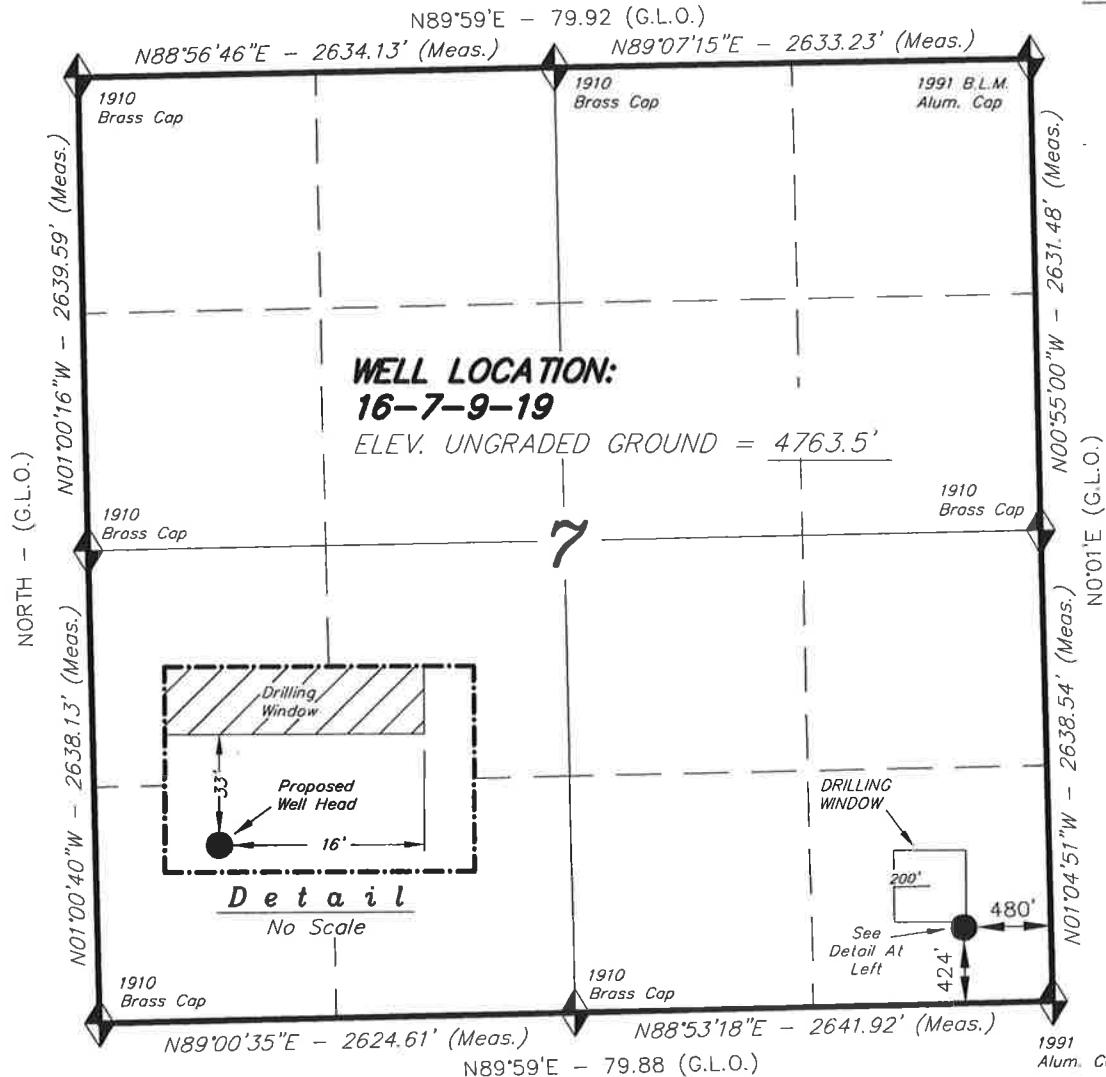 N89°59'E - 79.92 (G.L.O.)
N88°56'46"E - 2634.13' (Meas.)
N89°07'15"E - 2633.23' (Meas.)
1910
Brass Cap
1910
Brass Cap
1991 B.L.M.
Alum. Cap
N01°00'16"W - 2639.59' (Meas.)
N00°55'00"W - 2631.48' (Meas.)
WELL LOCATION:
16-7-9-19
ELEV. UNGRADED GROUND = 4763.5'
NORTH - (G.L.O.)
1910
Brass Cap
1910
Brass Cap
7
N0°01'E (G.L.O.)
N01°00'40"W - 2638.13' (Meas.)
N01°04'51"W - 2638.54' (Meas.)
Drilling
Window
33'
Proposed
Well Head
16'
Detail
No Scale
DRILLING
WINDOW
200'
See
Detail At
Left
480'
424'
1910
Brass Cap
1910
Brass Cap
N89°00'35"E - 2624.61' (Meas.)
N88°53'18"E - 2641.92' (Meas.)
N89°59'E - 79.88 (G.L.O.)
1991
Alum.